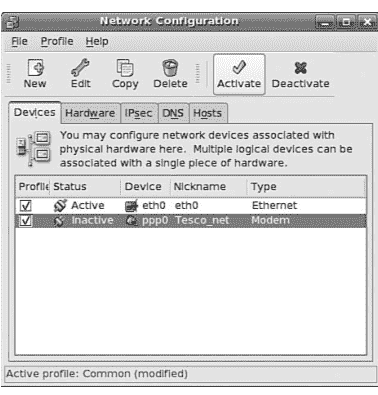 Network Configuration
File Profile Help
New Edit Copy Delete Activate Deactivate
Devices Hardware IPsec DNS Hosts
You may configure network devices associated with
physical hardware here. Multiple logical devices can be
associated with a single piece of hardware.
Profile Status Device Nickname Type
Active eth0 eth0 Ethernet
Inactive ppp0 Tesco_net Modem
Active profile: Common (modified)